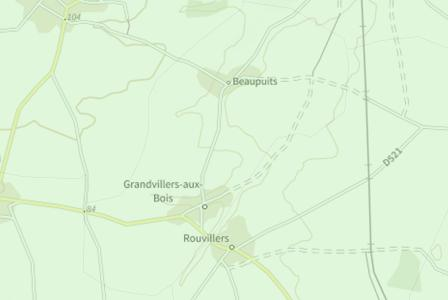 104
Beaupuits
D521
Grandvillers-aux-
Bois
84
Rouvillers